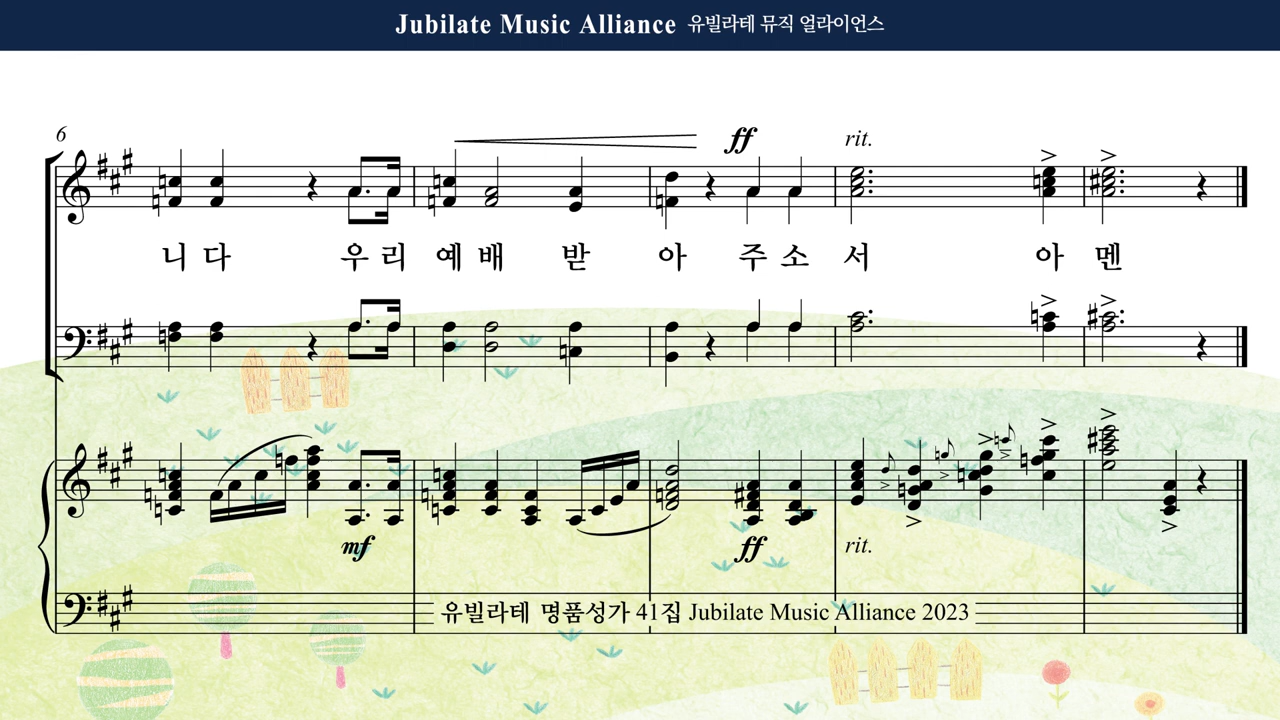 Jubilate Music Alliance 유빌라테 뮤직 얼라이언스
6
ff rit.
니다 우리 예배 받 아 주소 서 아 멘
mf ff rit.
유빌라테 명품성가 41집 Jubilate Music Alliance 2023